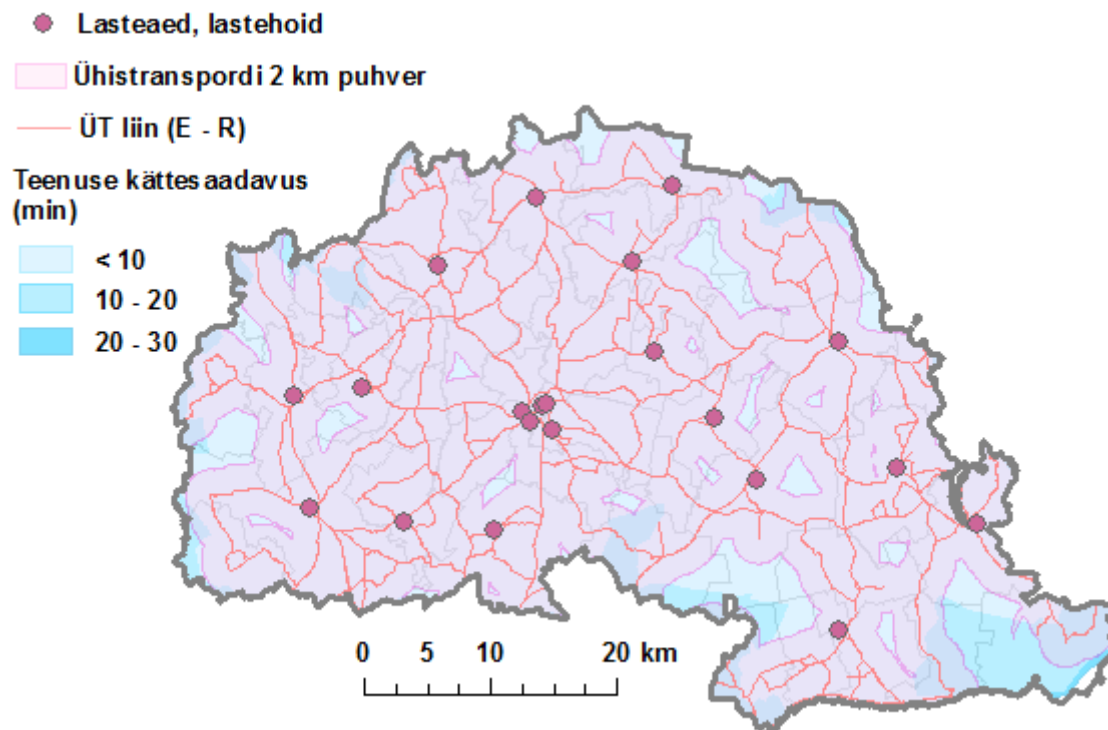 Lasteaed, lastehoid
Ühistranspordi 2 km puhver
ÜT liin (E - R)
Teenuse kättesaadavus
(min)
< 10
10 - 20
20 - 30
0 5 10 20 km